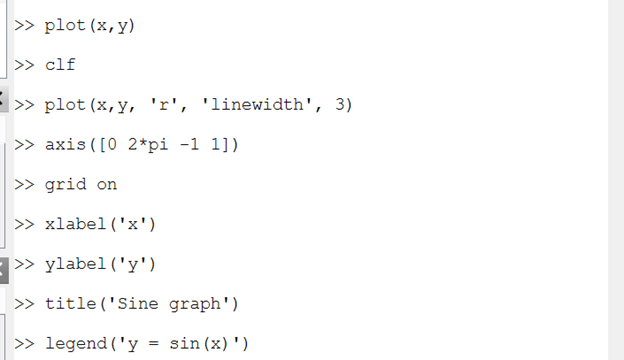 >> plot(x,y)
>> clf
>> plot(x,y, 'r', 'linewidth', 3)
>> axis([0 2*pi -1 1])
>> grid on
>> xlabel('x')
>> ylabel('y')
>> title('Sine graph')
>> legend('y = sin(x)')